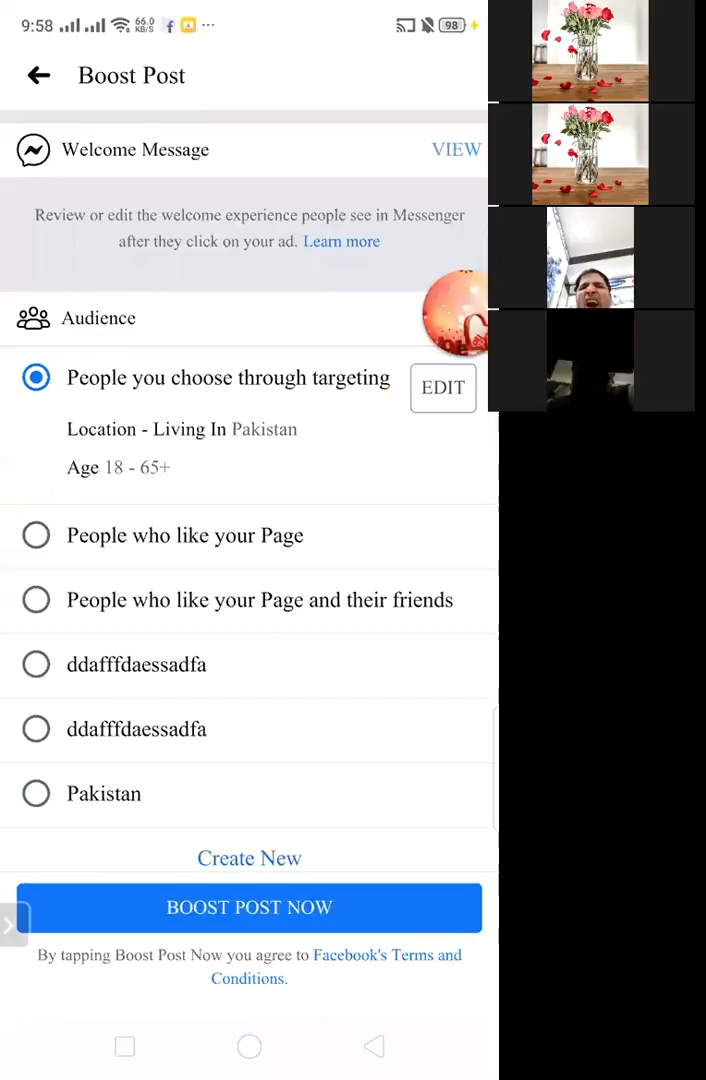 9:58 66.0 KB/S f ... 98
Boost Post
Welcome Message VIEW
Review or edit the welcome experience people see in Messenger
after they click on your ad. Learn more
Audience
People you choose through targeting EDIT
Location - Living In Pakistan
Age 18 - 65+
People who like your Page
People who like your Page and their friends
ddafffdaessadfa
ddafffdaessadfa
Pakistan
Create New
BOOST POST NOW
By tapping Boost Post Now you agree to Facebook's Terms and
Conditions.